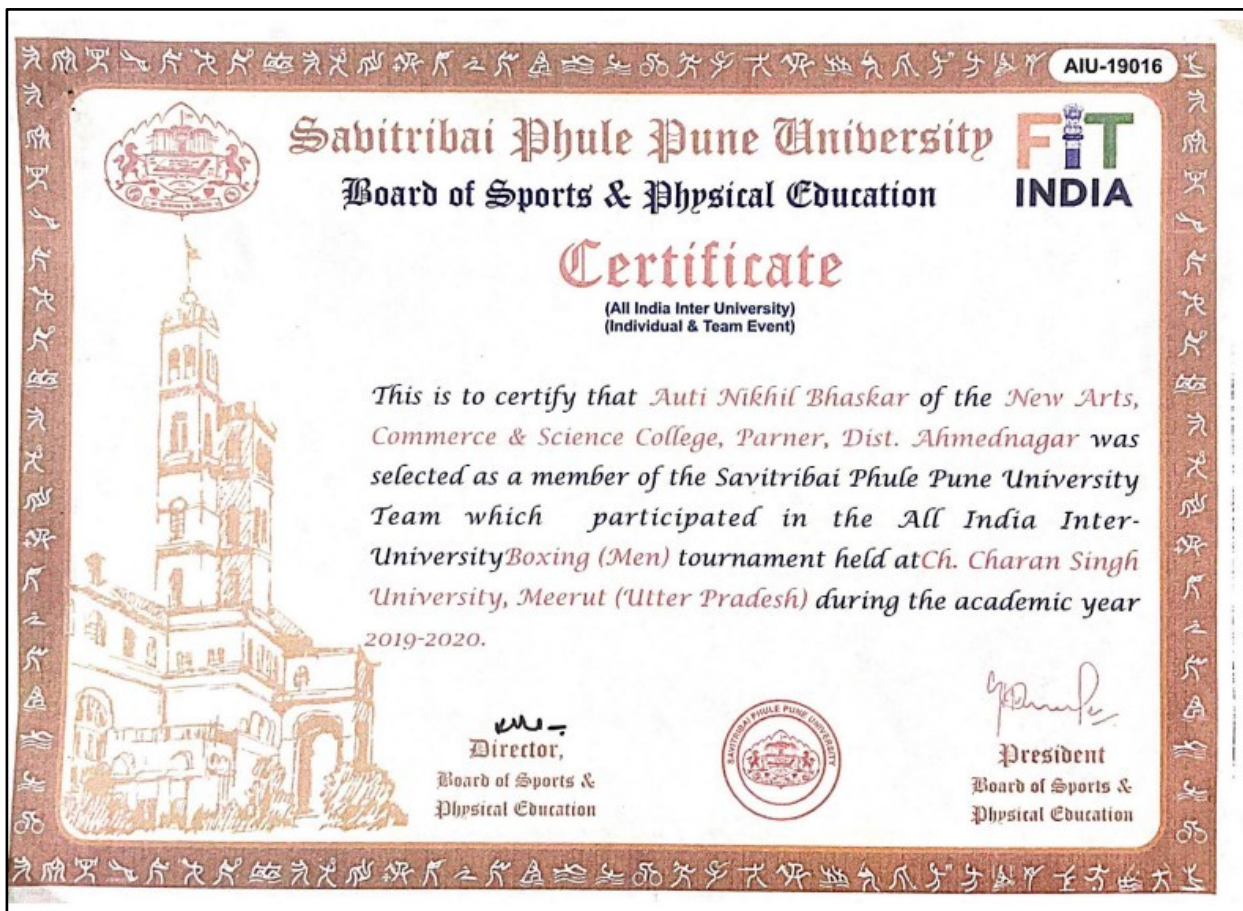 AIU-19016
Savitribai Phule Pune University
FIT
INDIA
Board of Sports & Physical Education
Certificate
(All India Inter University)
(Individual & Team Event)
This is to certify that Auti Nikhil Bhaskar of the New Arts,
Commerce & Science College, Parner, Dist. Ahmednagar was
selected as a member of the Savitribai Phule Pune University
Team which participated in the All India Inter-
UniversityBoxing (Men) tournament held atCh. Charan Singh
University, Meerut (Utter Pradesh) during the academic year
2019-2020.
Director,
Board of Sports &
Physical Education
SAVITRIBAI PHULE PUNE UNIVERSITY
President
Board of Sports &
Physical Education